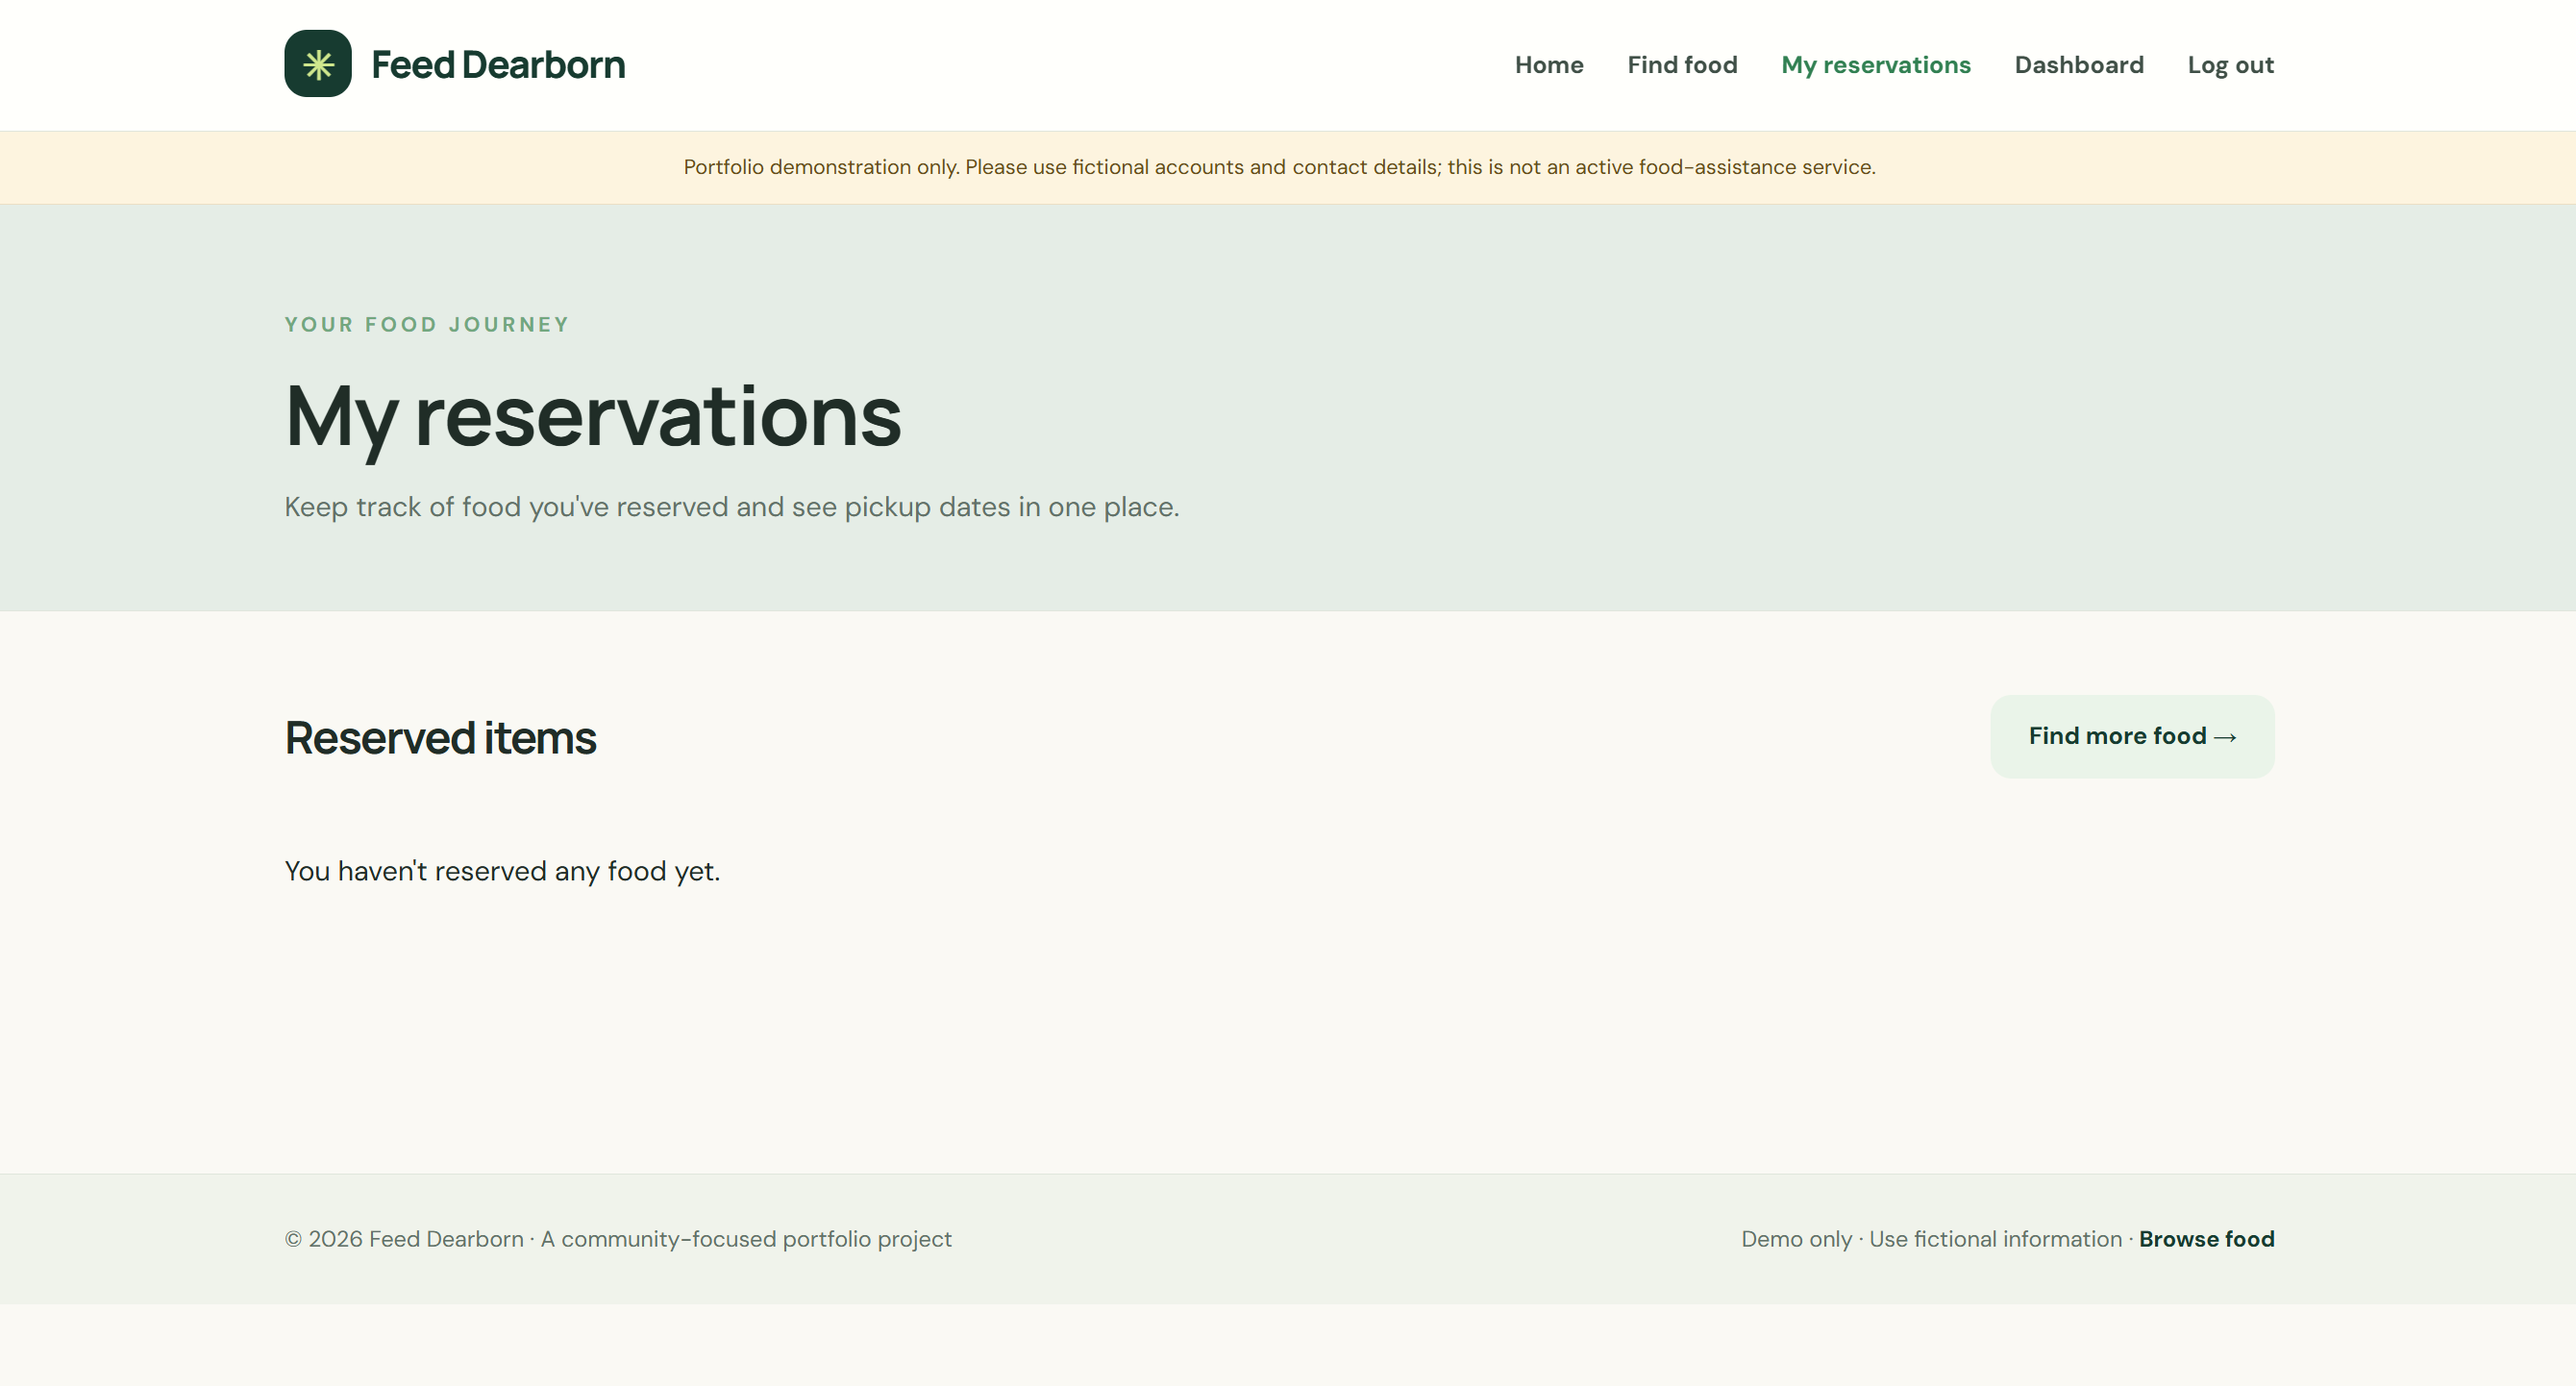 Feed Dearborn
Home Find food My reservations Dashboard Log out
Portfolio demonstration only. Please use fictional accounts and contact details; this is not an active food-assistance service.
YOUR FOOD JOURNEY
My reservations
Keep track of food you've reserved and see pickup dates in one place.
Reserved items
Find more food →
You haven't reserved any food yet.
© 2026 Feed Dearborn · A community-focused portfolio project
Demo only · Use fictional information · Browse food